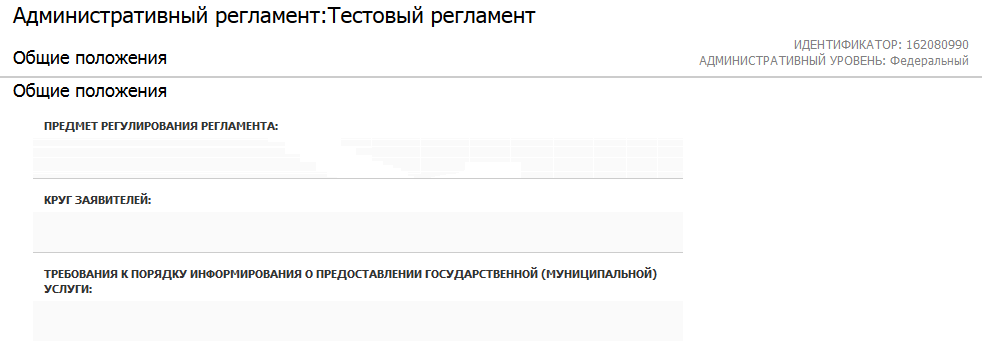 Административный регламент:Тестовый регламент
Общие положения
ИДЕНТИФИКАТОР: 162080990
АДМИНИСТРАТИВНЫЙ УРОВЕНЬ: Федеральный
Общие положения
ПРЕДМЕТ РЕГУЛИРОВАНИЯ РЕГЛАМЕНТА:
КРУГ ЗАЯВИТЕЛЕЙ:
ТРЕБОВАНИЯ К ПОРЯДКУ ИНФОРМИРОВАНИЯ О ПРЕДОСТАВЛЕНИИ ГОСУДАРСТВЕННОЙ (МУНИЦИПАЛЬНОЙ)
УСЛУГИ: